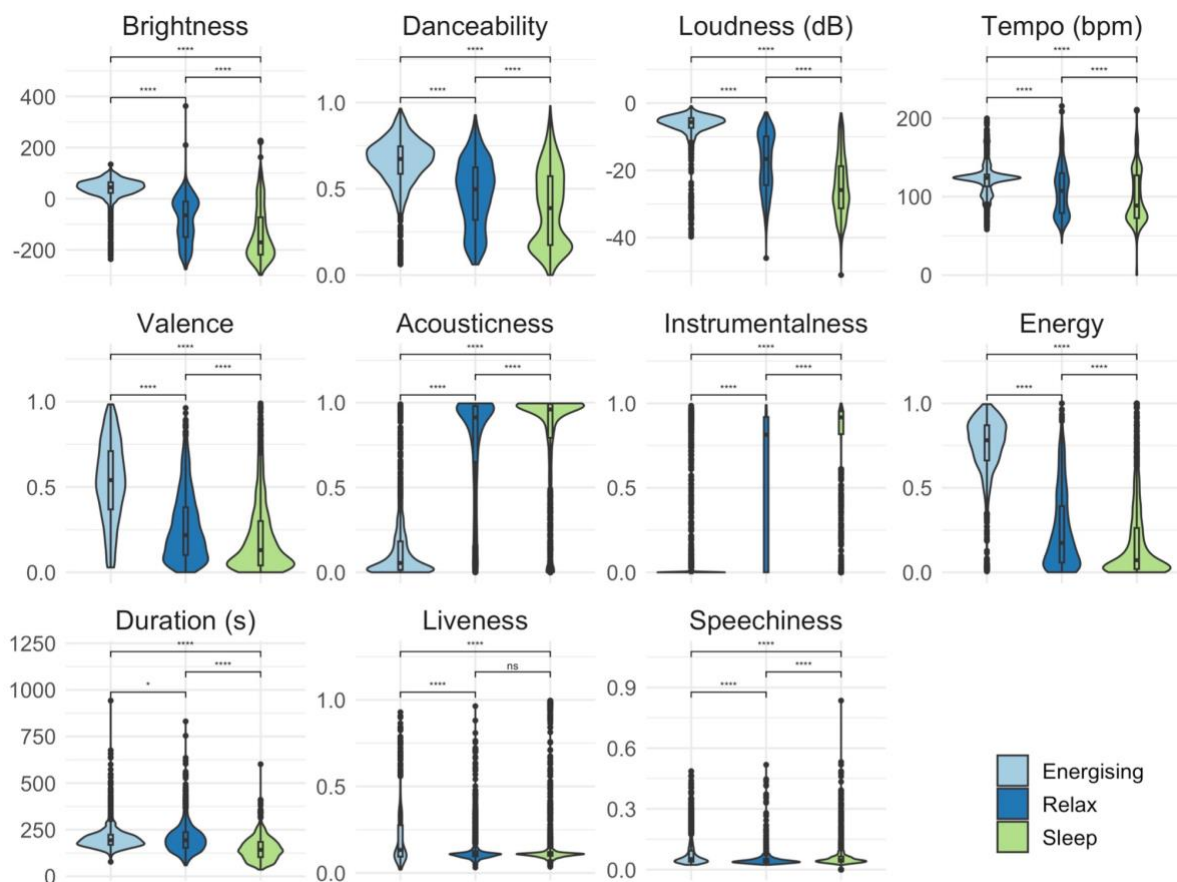 Brightness Danceability Loudness (dB) Tempo (bpm)
**** **** **** ****
**** **** **** ****
**** **** **** ****
400 1.0 0 200
200 0.5 -20 100
0 0.0 -40 0
-200
Valence Acousticness Instrumentalness Energy
**** **** **** ****
**** **** **** ****
**** **** **** ****
1.0 1.0 1.0 1.0
0.5 0.5 0.5 0.5
0.0 0.0 0.0 0.0
Duration (s) Liveness Speechiness
1250 **** **** ****
**** ns ****
* **** ****
1000 1.0 0.9
750 0.5 0.6
500 0.0 0.3
250 0.0
0
Energising
Relax
Sleep